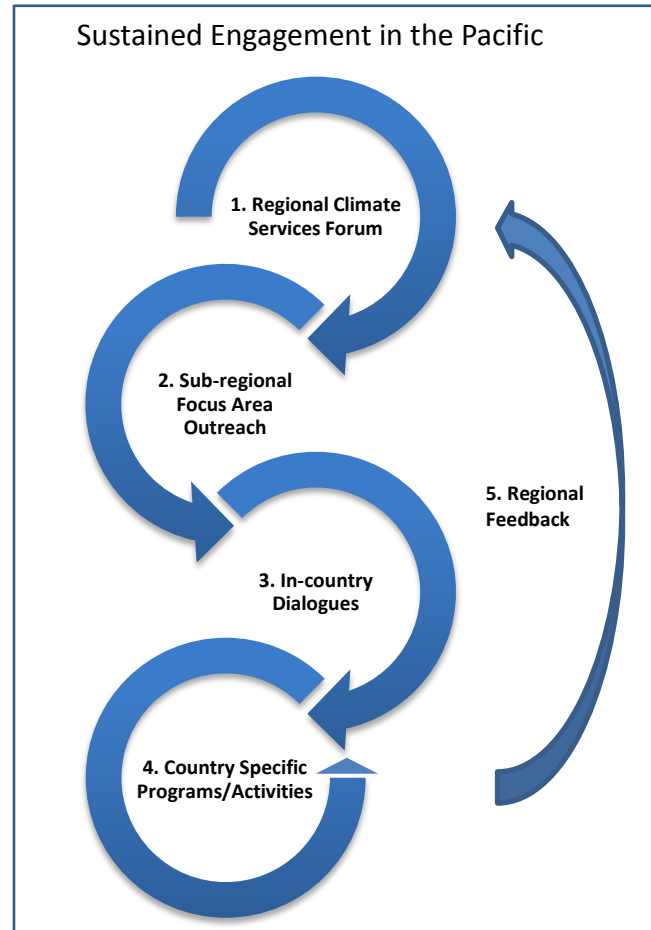 Sustained Engagement in the Pacific
1. Regional Climate
Services Forum
2. Sub-regional
Focus Area
Outreach
3. In-country
Dialogues
4. Country Specific
Programs/Activities
5. Regional
Feedback